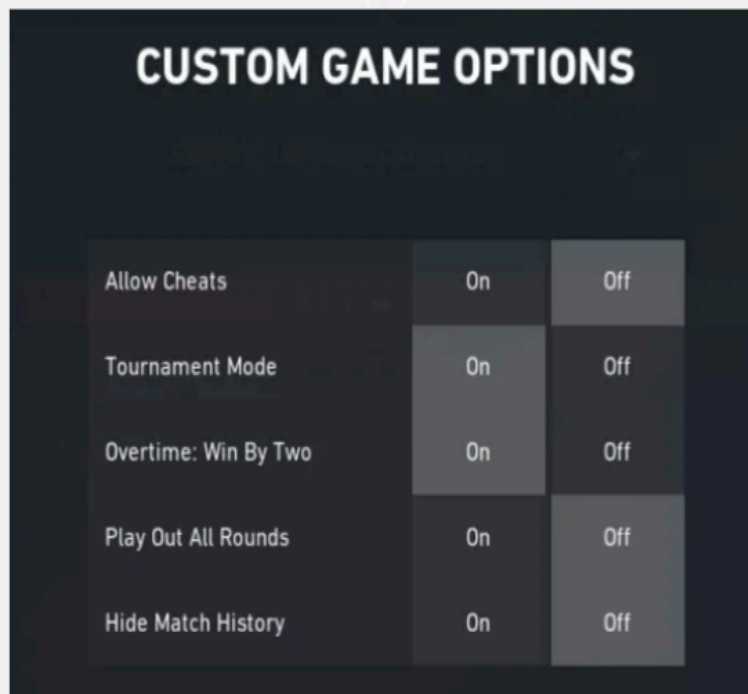 CUSTOM GAME OPTIONS
Allow Cheats On Off
Tournament Mode On Off
Overtime: Win By Two On Off
Play Out All Rounds On Off
Hide Match History On Off